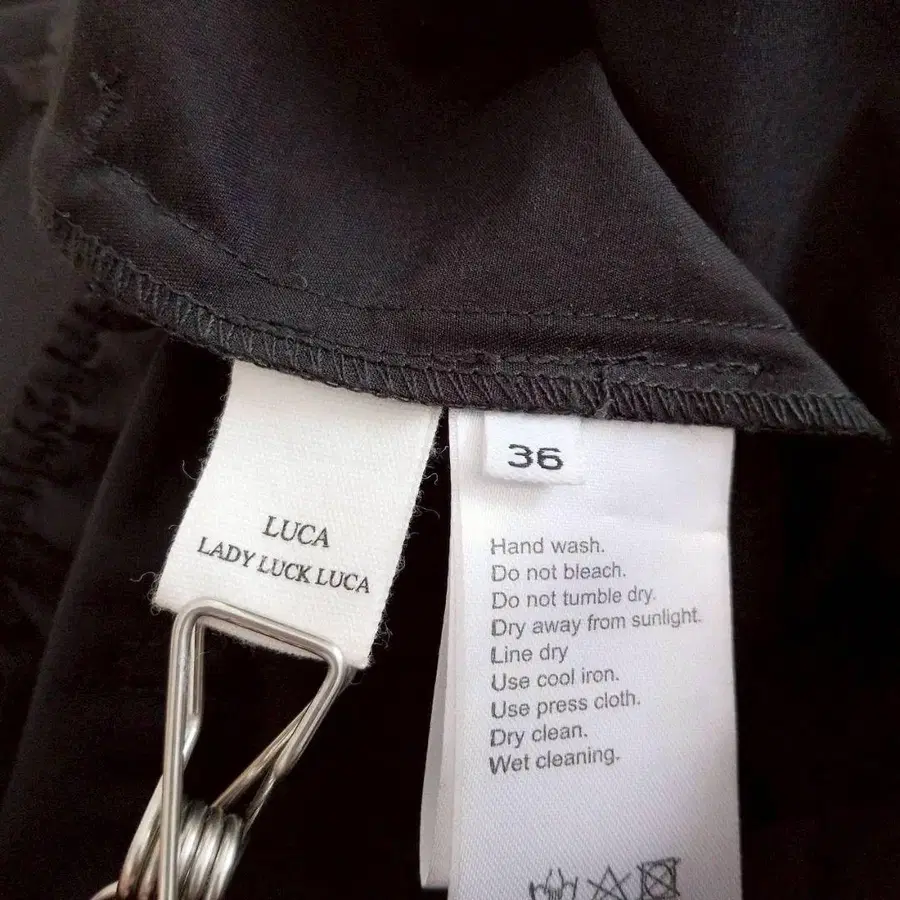 LUCA
LADY LUCK LUCA
36
Hand wash.
Do not bleach.
Do not tumble dry.
Dry away from sunlight.
Line dry
Use cool iron.
Use press cloth.
Dry clean.
Wet cleaning.